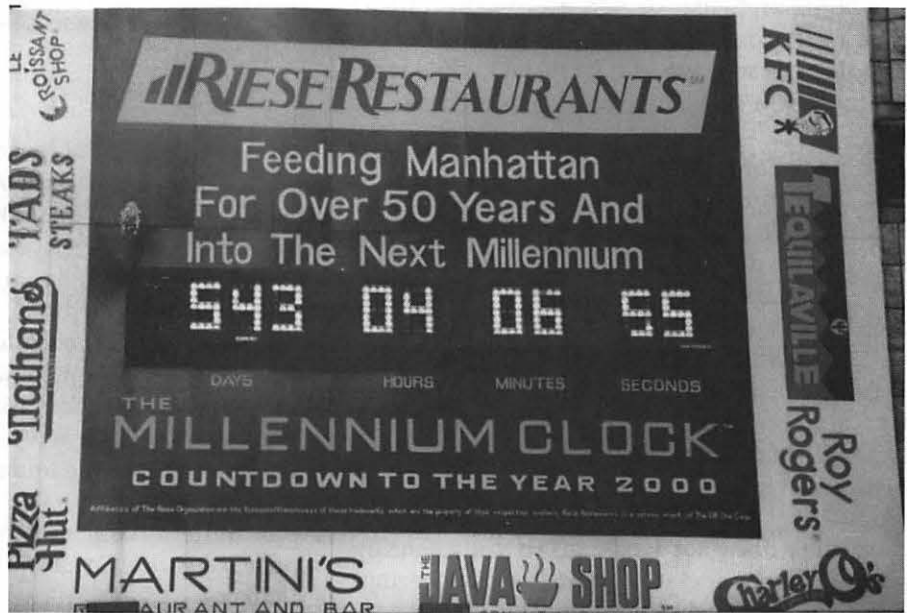 RIESE RESTAURANTS SM
Feeding Manhattan
For Over 50 Years And
Into The Next Millennium
543 04 06 55
DAYS HOURS MINUTES SECONDS
THE
MILLENNIUM CLOCK
COUNTDOWN TO THE YEAR 2000
LE
CROISSANT
SHOP
TADS
STEAKS
Nathan's
Pizza
Hut.
KFC
TEQUILAVILLE
Roy
Rogers
MARTINI'S
AURANT AND BAR
THE
JAVA SHOP
Charley O's